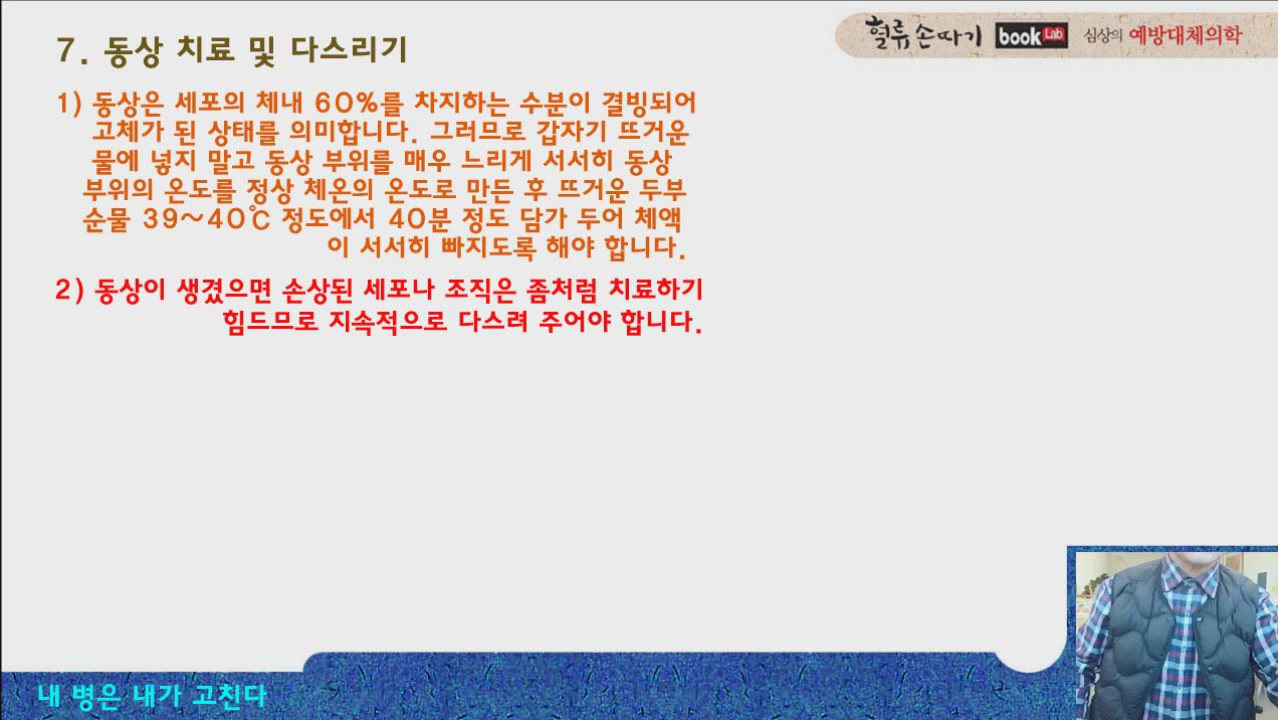 7. 동상 치료 및 다스리기
혈류 손따기 book Lab 심상의 예방대체의학
1) 동상은 세포의 체내 60%를 차지하는 수분이 결빙되어
고체가 된 상태를 의미합니다. 그러므로 갑자기 뜨거운
물에 넣지 말고 동상 부위를 매우 느리게 서서히 동상
부위의 온도를 정상 체온의 온도로 만든 후 뜨거운 두부
순물 39~40℃ 정도에서 40분 정도 담가 두어 체액
이 서서히 빠지도록 해야 합니다.
2) 동상이 생겼으면 손상된 세포나 조직은 좀처럼 치료하기
힘드므로 지속적으로 다스려 주어야 합니다.
내 병은 내가 고친다